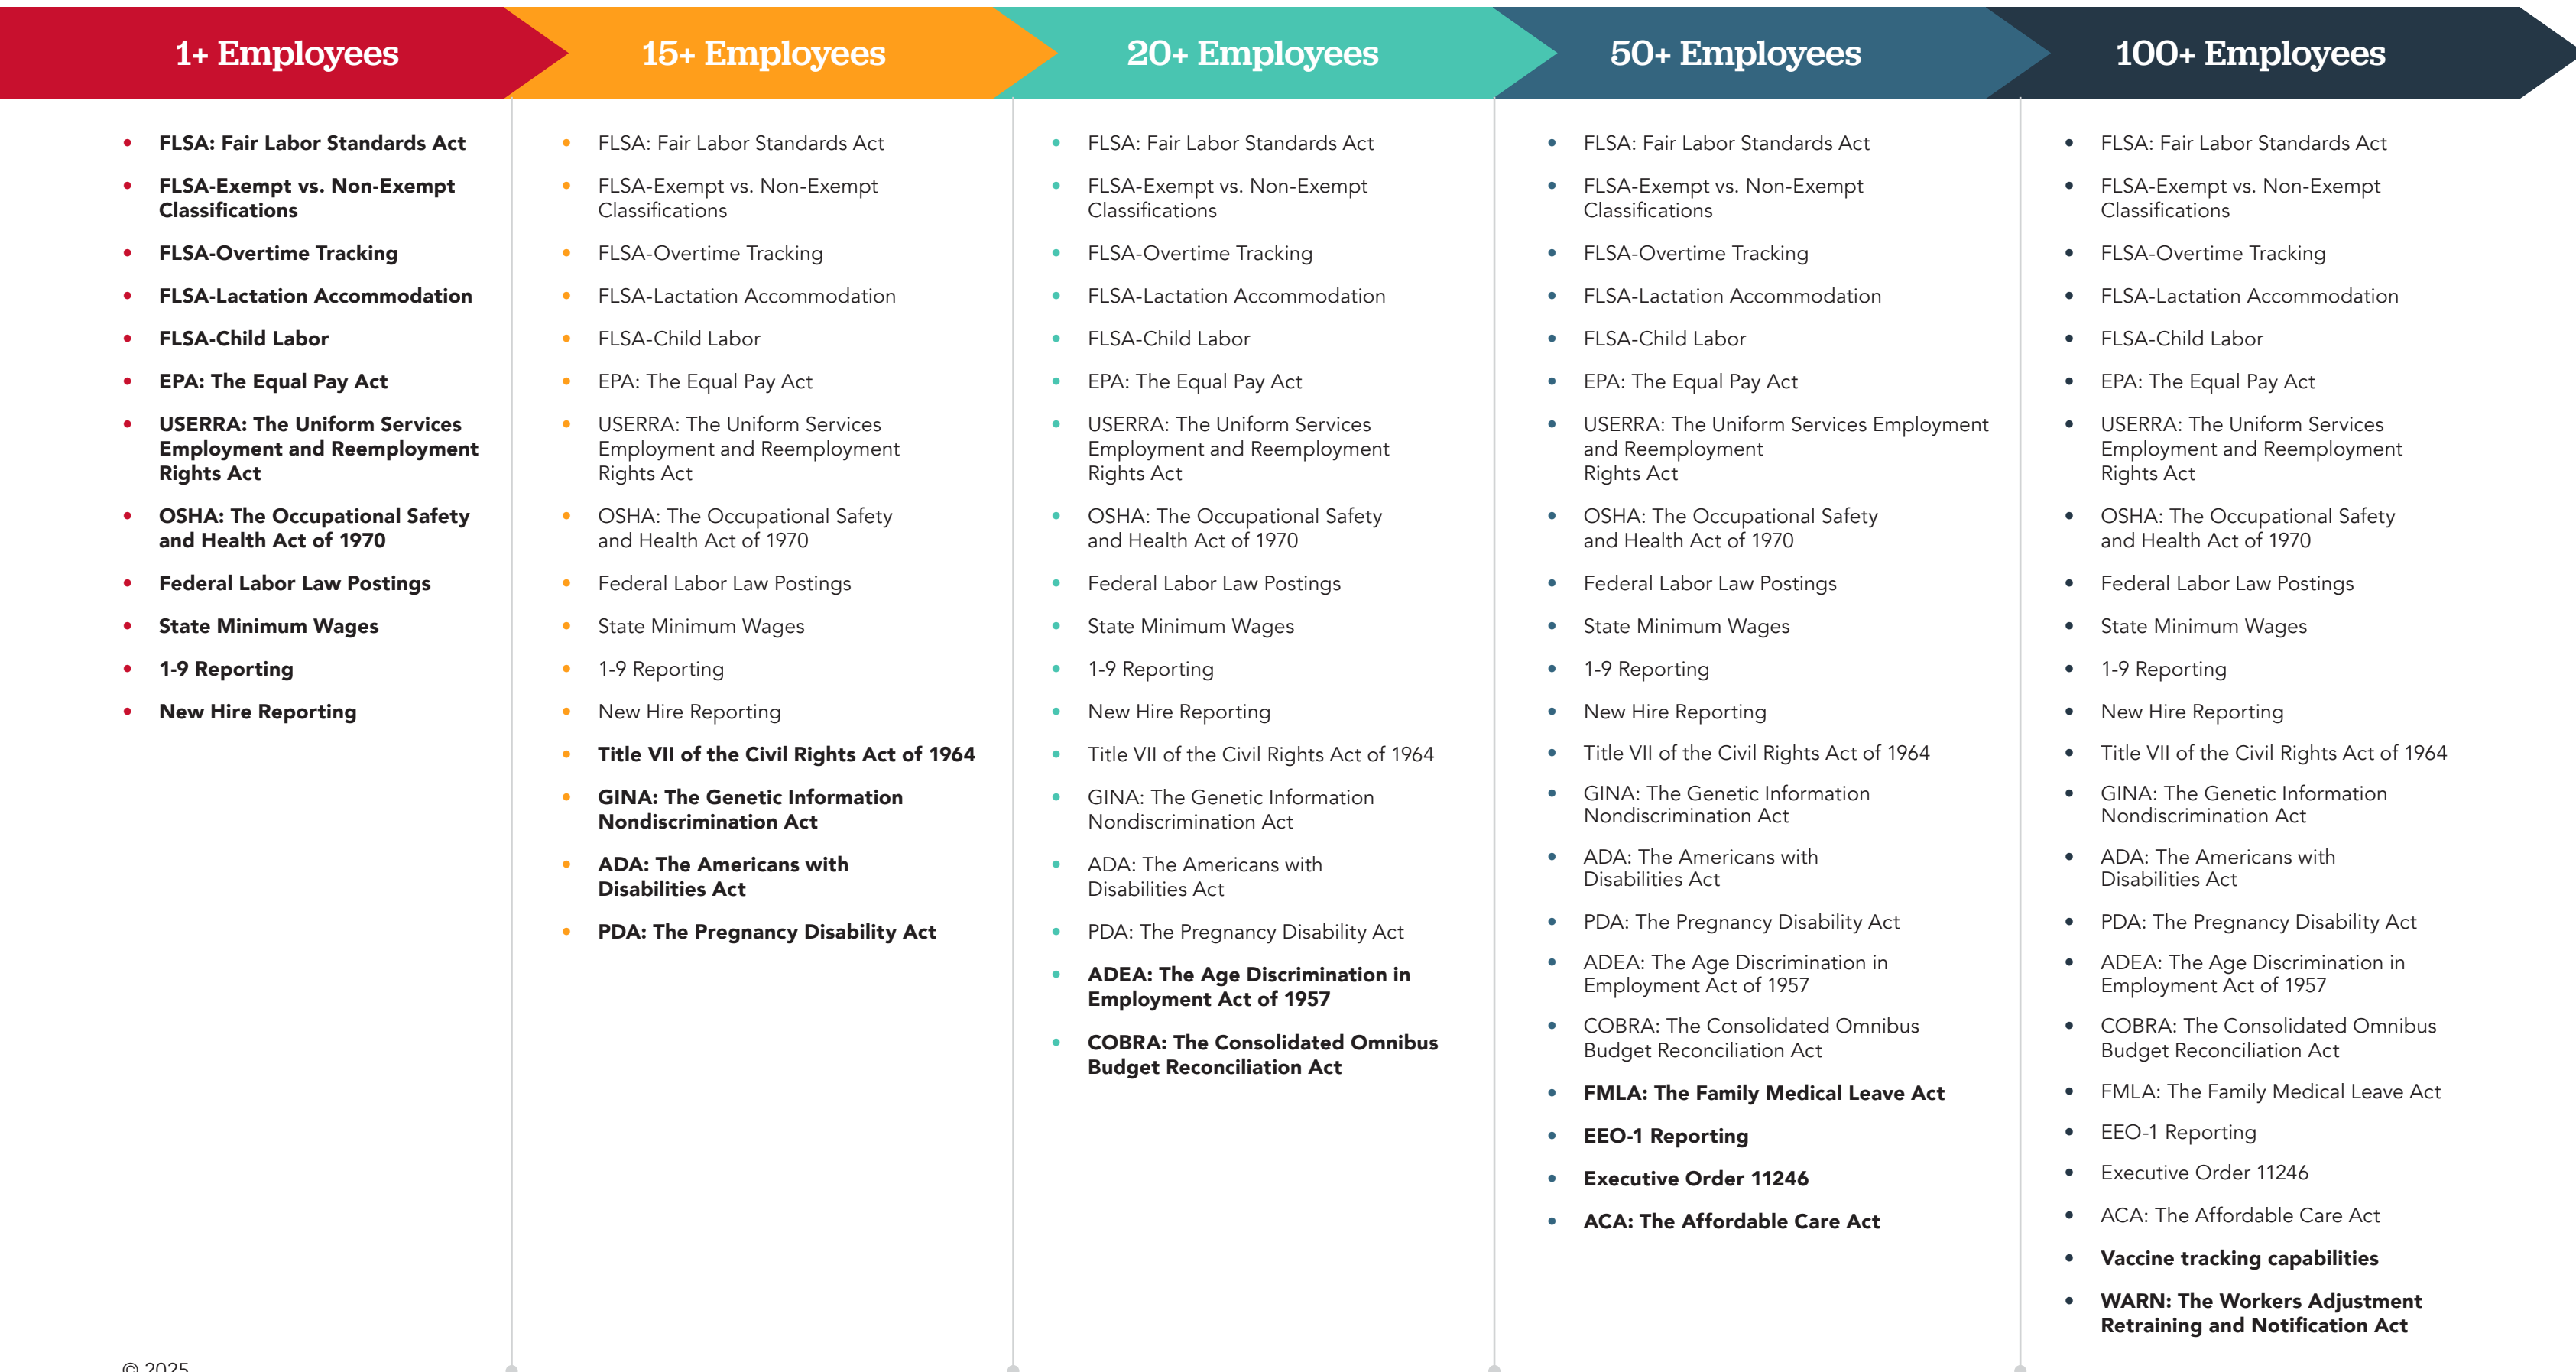 1+ Employees
15+ Employees
20+ Employees
50+ Employees
100+ Employees
• FLSA: Fair Labor Standards Act
• FLSA-Exempt vs. Non-Exempt
Classifications
• FLSA-Overtime Tracking
• FLSA-Lactation Accommodation
• FLSA-Child Labor
• EPA: The Equal Pay Act
• USERRA: The Uniform Services
Employment and Reemployment
Rights Act
• OSHA: The Occupational Safety
and Health Act of 1970
• Federal Labor Law Postings
• State Minimum Wages
• 1-9 Reporting
• New Hire Reporting
• FLSA: Fair Labor Standards Act
• FLSA-Exempt vs. Non-Exempt
Classifications
• FLSA-Overtime Tracking
• FLSA-Lactation Accommodation
• FLSA-Child Labor
• EPA: The Equal Pay Act
• USERRA: The Uniform Services
Employment and Reemployment
Rights Act
• OSHA: The Occupational Safety
and Health Act of 1970
• Federal Labor Law Postings
• State Minimum Wages
• 1-9 Reporting
• New Hire Reporting
• Title VII of the Civil Rights Act of 1964
• GINA: The Genetic Information
Nondiscrimination Act
• ADA: The Americans with
Disabilities Act
• PDA: The Pregnancy Disability Act
• FLSA: Fair Labor Standards Act
• FLSA-Exempt vs. Non-Exempt
Classifications
• FLSA-Overtime Tracking
• FLSA-Lactation Accommodation
• FLSA-Child Labor
• EPA: The Equal Pay Act
• USERRA: The Uniform Services
Employment and Reemployment
Rights Act
• OSHA: The Occupational Safety
and Health Act of 1970
• Federal Labor Law Postings
• State Minimum Wages
• 1-9 Reporting
• New Hire Reporting
• Title VII of the Civil Rights Act of 1964
• GINA: The Genetic Information
Nondiscrimination Act
• ADA: The Americans with
Disabilities Act
• PDA: The Pregnancy Disability Act
• ADEA: The Age Discrimination in
Employment Act of 1957
• COBRA: The Consolidated Omnibus
Budget Reconciliation Act
• FLSA: Fair Labor Standards Act
• FLSA-Exempt vs. Non-Exempt
Classifications
• FLSA-Overtime Tracking
• FLSA-Lactation Accommodation
• FLSA-Child Labor
• EPA: The Equal Pay Act
• USERRA: The Uniform Services Employment
and Reemployment
Rights Act
• OSHA: The Occupational Safety
and Health Act of 1970
• Federal Labor Law Postings
• State Minimum Wages
• 1-9 Reporting
• New Hire Reporting
• Title VII of the Civil Rights Act of 1964
• GINA: The Genetic Information
Nondiscrimination Act
• ADA: The Americans with
Disabilities Act
• PDA: The Pregnancy Disability Act
• ADEA: The Age Discrimination in
Employment Act of 1957
• COBRA: The Consolidated Omnibus
Budget Reconciliation Act
• FMLA: The Family Medical Leave Act
• EEO-1 Reporting
• Executive Order 11246
• ACA: The Affordable Care Act
• FLSA: Fair Labor Standards Act
• FLSA-Exempt vs. Non-Exempt
Classifications
• FLSA-Overtime Tracking
• FLSA-Lactation Accommodation
• FLSA-Child Labor
• EPA: The Equal Pay Act
• USERRA: The Uniform Services
Employment and Reemployment
Rights Act
• OSHA: The Occupational Safety
and Health Act of 1970
• Federal Labor Law Postings
• State Minimum Wages
• 1-9 Reporting
• New Hire Reporting
• Title VII of the Civil Rights Act of 1964
• GINA: The Genetic Information
Nondiscrimination Act
• ADA: The Americans with
Disabilities Act
• PDA: The Pregnancy Disability Act
• ADEA: The Age Discrimination in
Employment Act of 1957
• COBRA: The Consolidated Omnibus
Budget Reconciliation Act
• FMLA: The Family Medical Leave Act
• EEO-1 Reporting
• Executive Order 11246
• ACA: The Affordable Care Act
• Vaccine tracking capabilities
• WARN: The Workers Adjustment
Retraining and Notification Act
© 2025